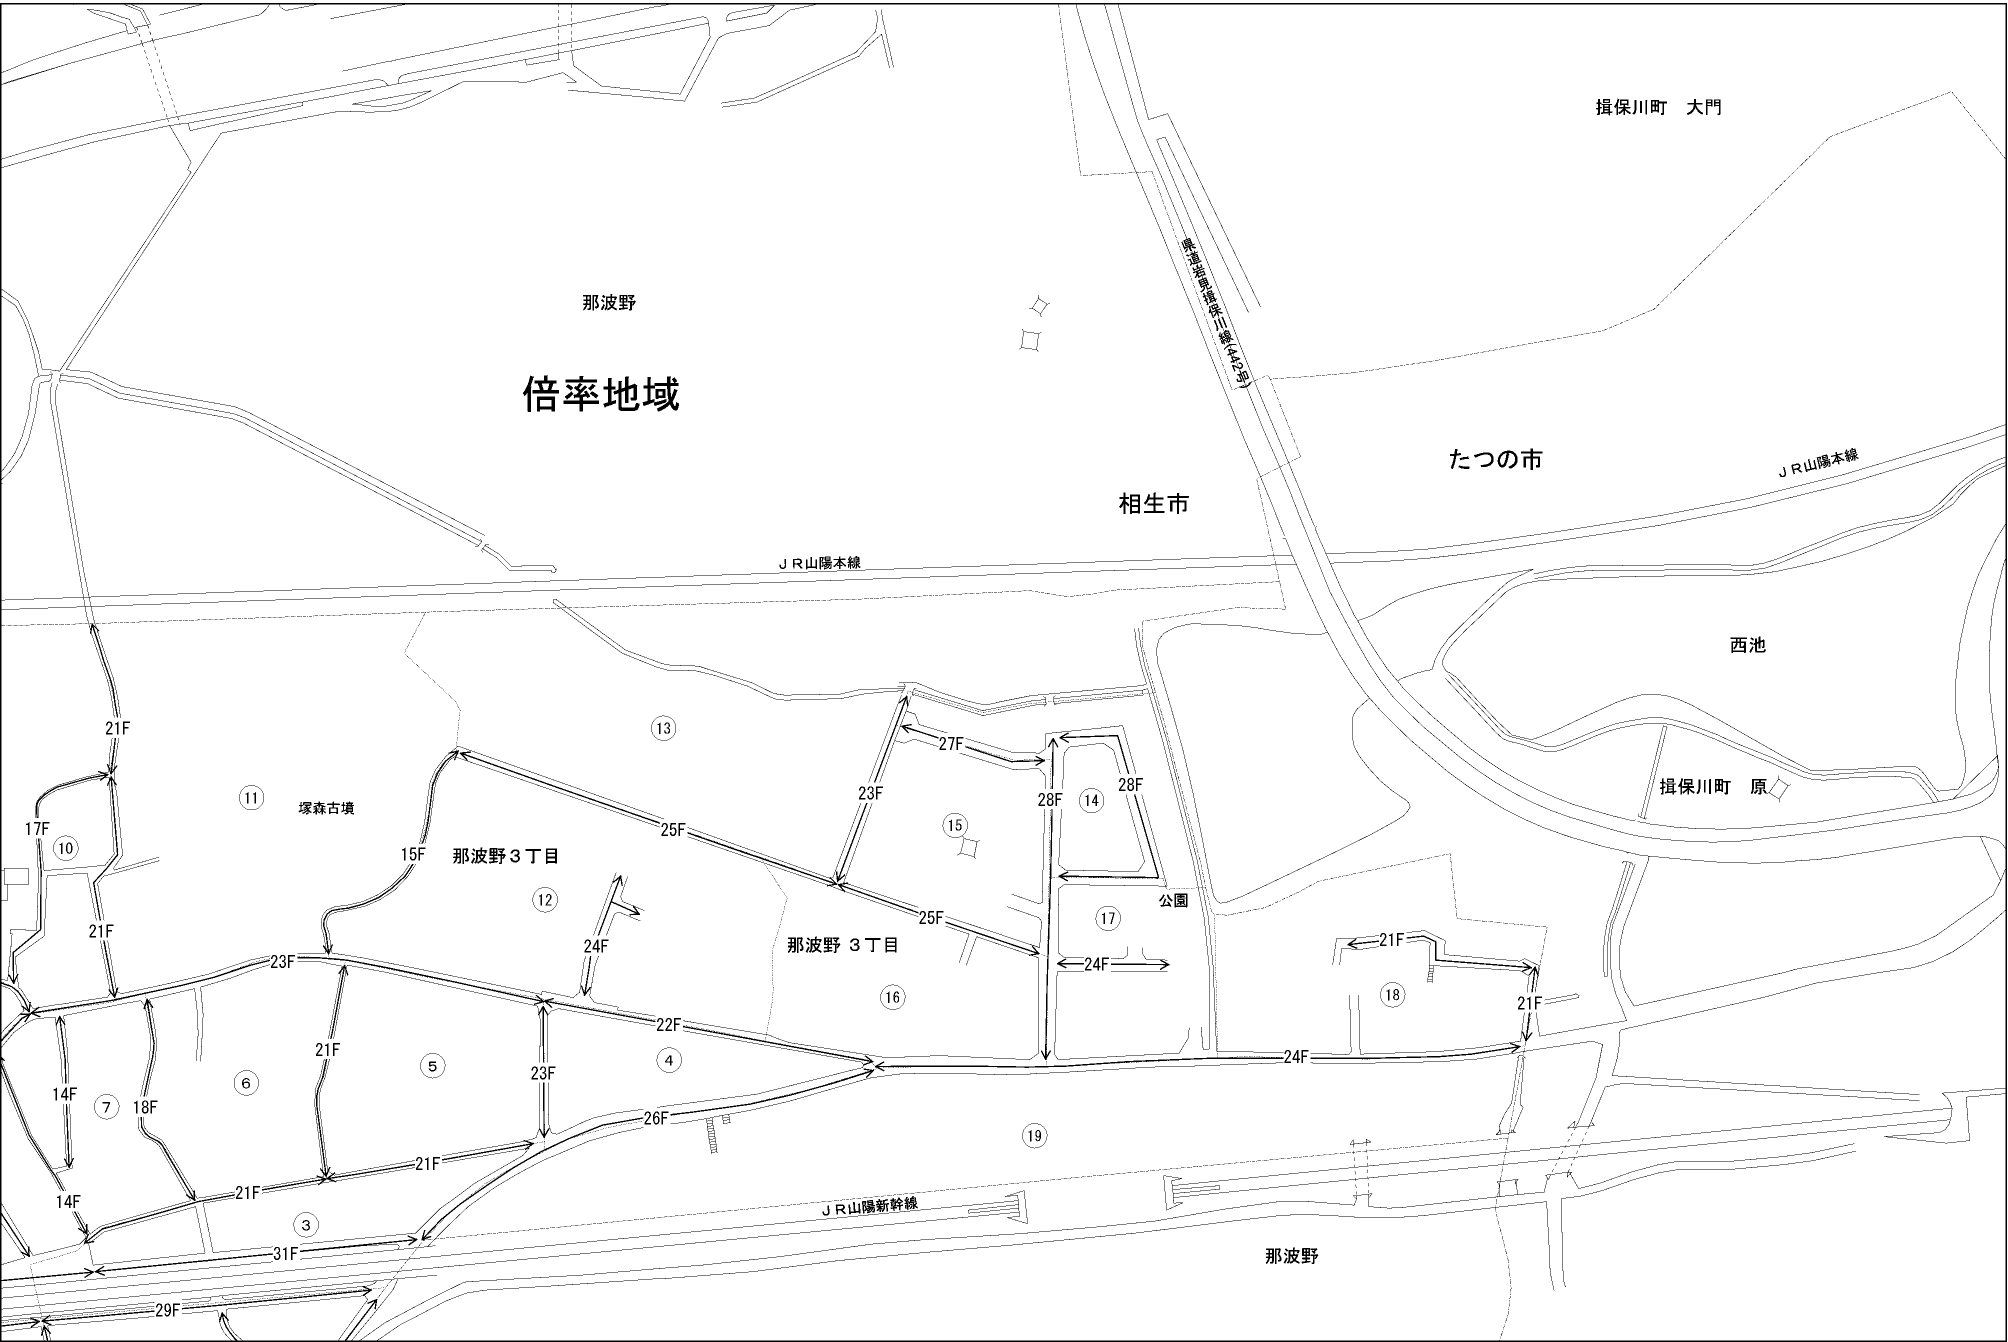 揖保川町　大門
県道岩見揖保川線(442号)
那波野
倍率地域
たつの市
ＪＲ山陽本線
相生市
ＪＲ山陽本線
西池
21F
13
27F
揖保川町　原
11
塚森古墳
23F
28F
14
28F
17F
10
25F
15
15F
那波野３丁目
12
公園
25F
17
21F
24F
那波野３丁目
21F
23F
24F
16
18
21F
22F
21F
5
4
24F
23F
6
14F
7
18F
26F
19
21F
14F
21F
3
ＪＲ山陽新幹線
31F
那波野
29F